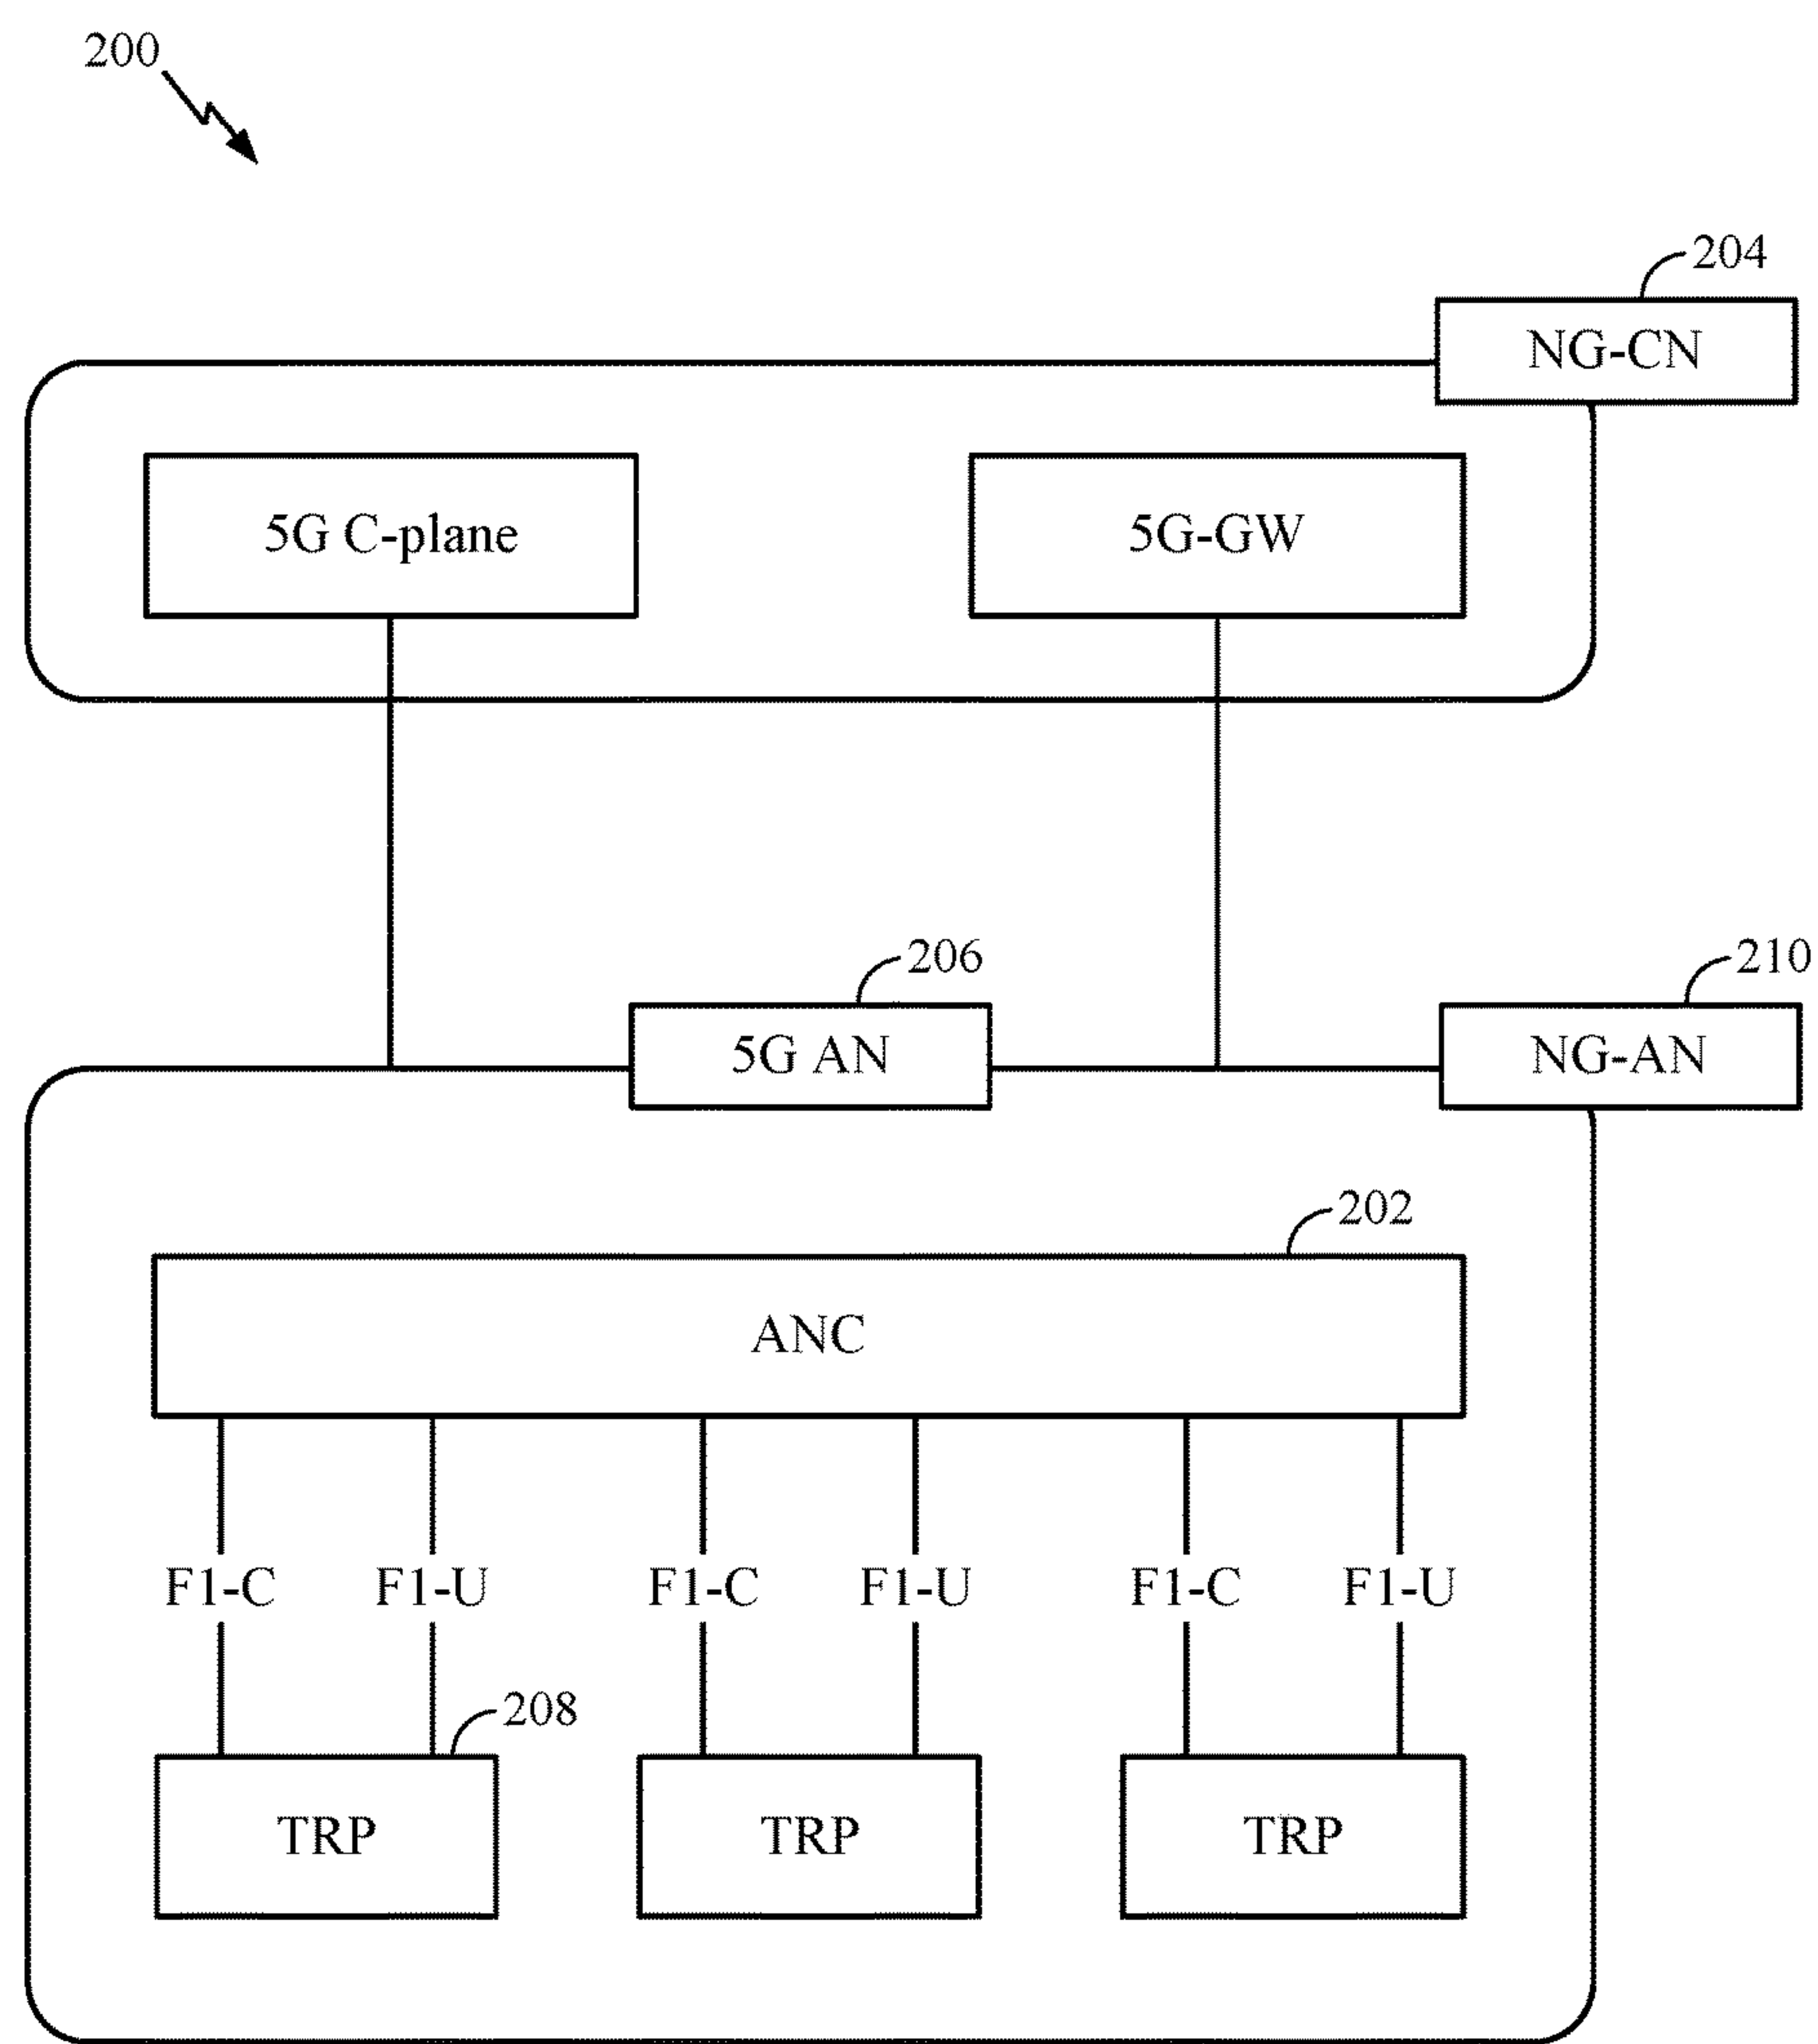 200
204
NG-CN
5G C-plane
5G-GW
206
210
5G AN
NG-AN
202
ANC
F1-C F1-U F1-C F1-U F1-C F1-U
208
TRP TRP TRP